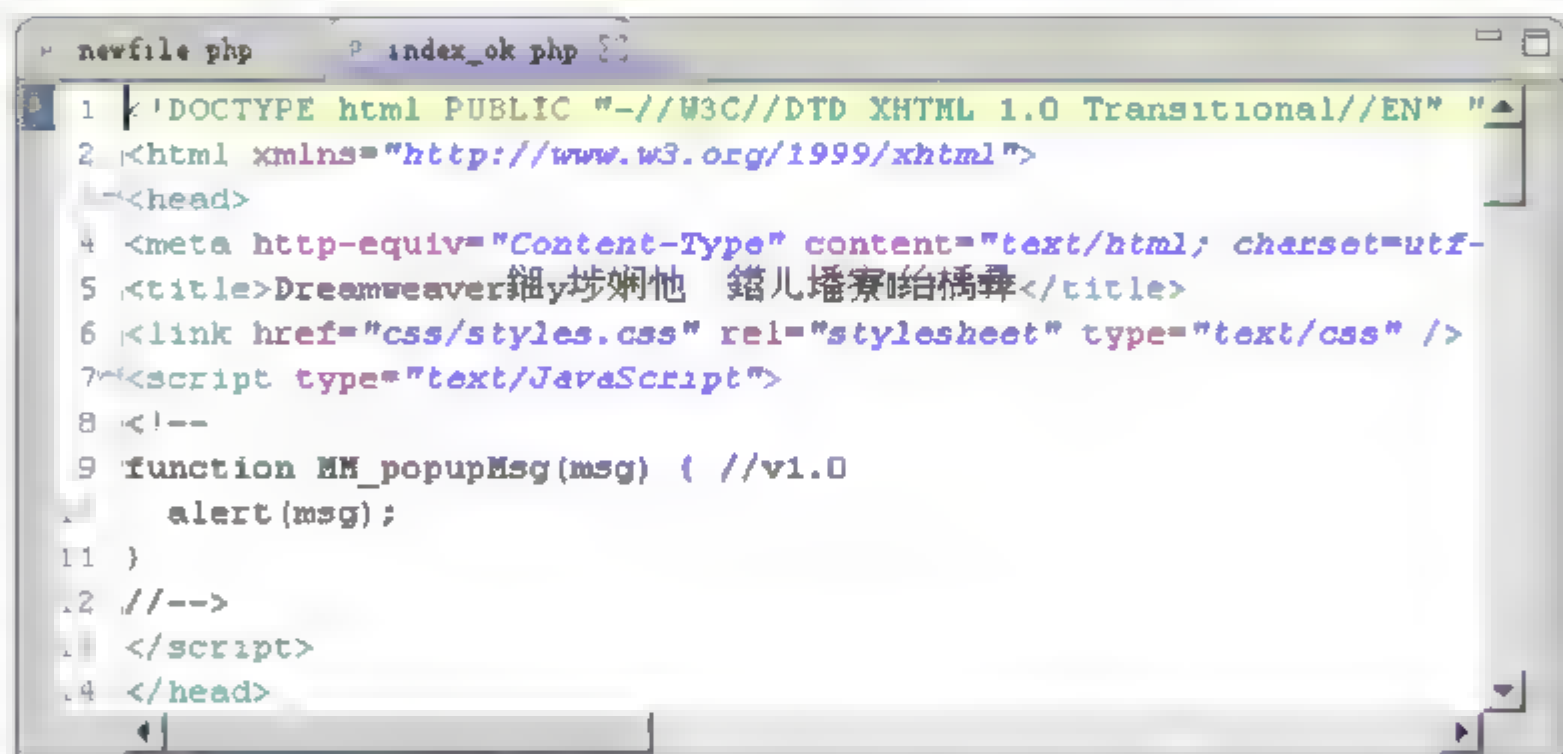 newfile php index_ok php
1 <!DOCTYPE html PUBLIC "-//W3C//DTD XHTML 1.0 Transitional//EN" "
2 <html xmlns="http://www.w3.org/1999/xhtml">
<head>
4 <meta http-equiv="Content-Type" content="text/html; charset=utf-
5 <title>Dreamweaver</title>
6 <link href="css/styles.css" rel="stylesheet" type="text/css" />
7 <script type="text/JavaScript">
8 <!--
9 function MM_popupMsg(msg) { //v1.0
alert(msg);
11 }
12 //-->
</script>
14 </head>